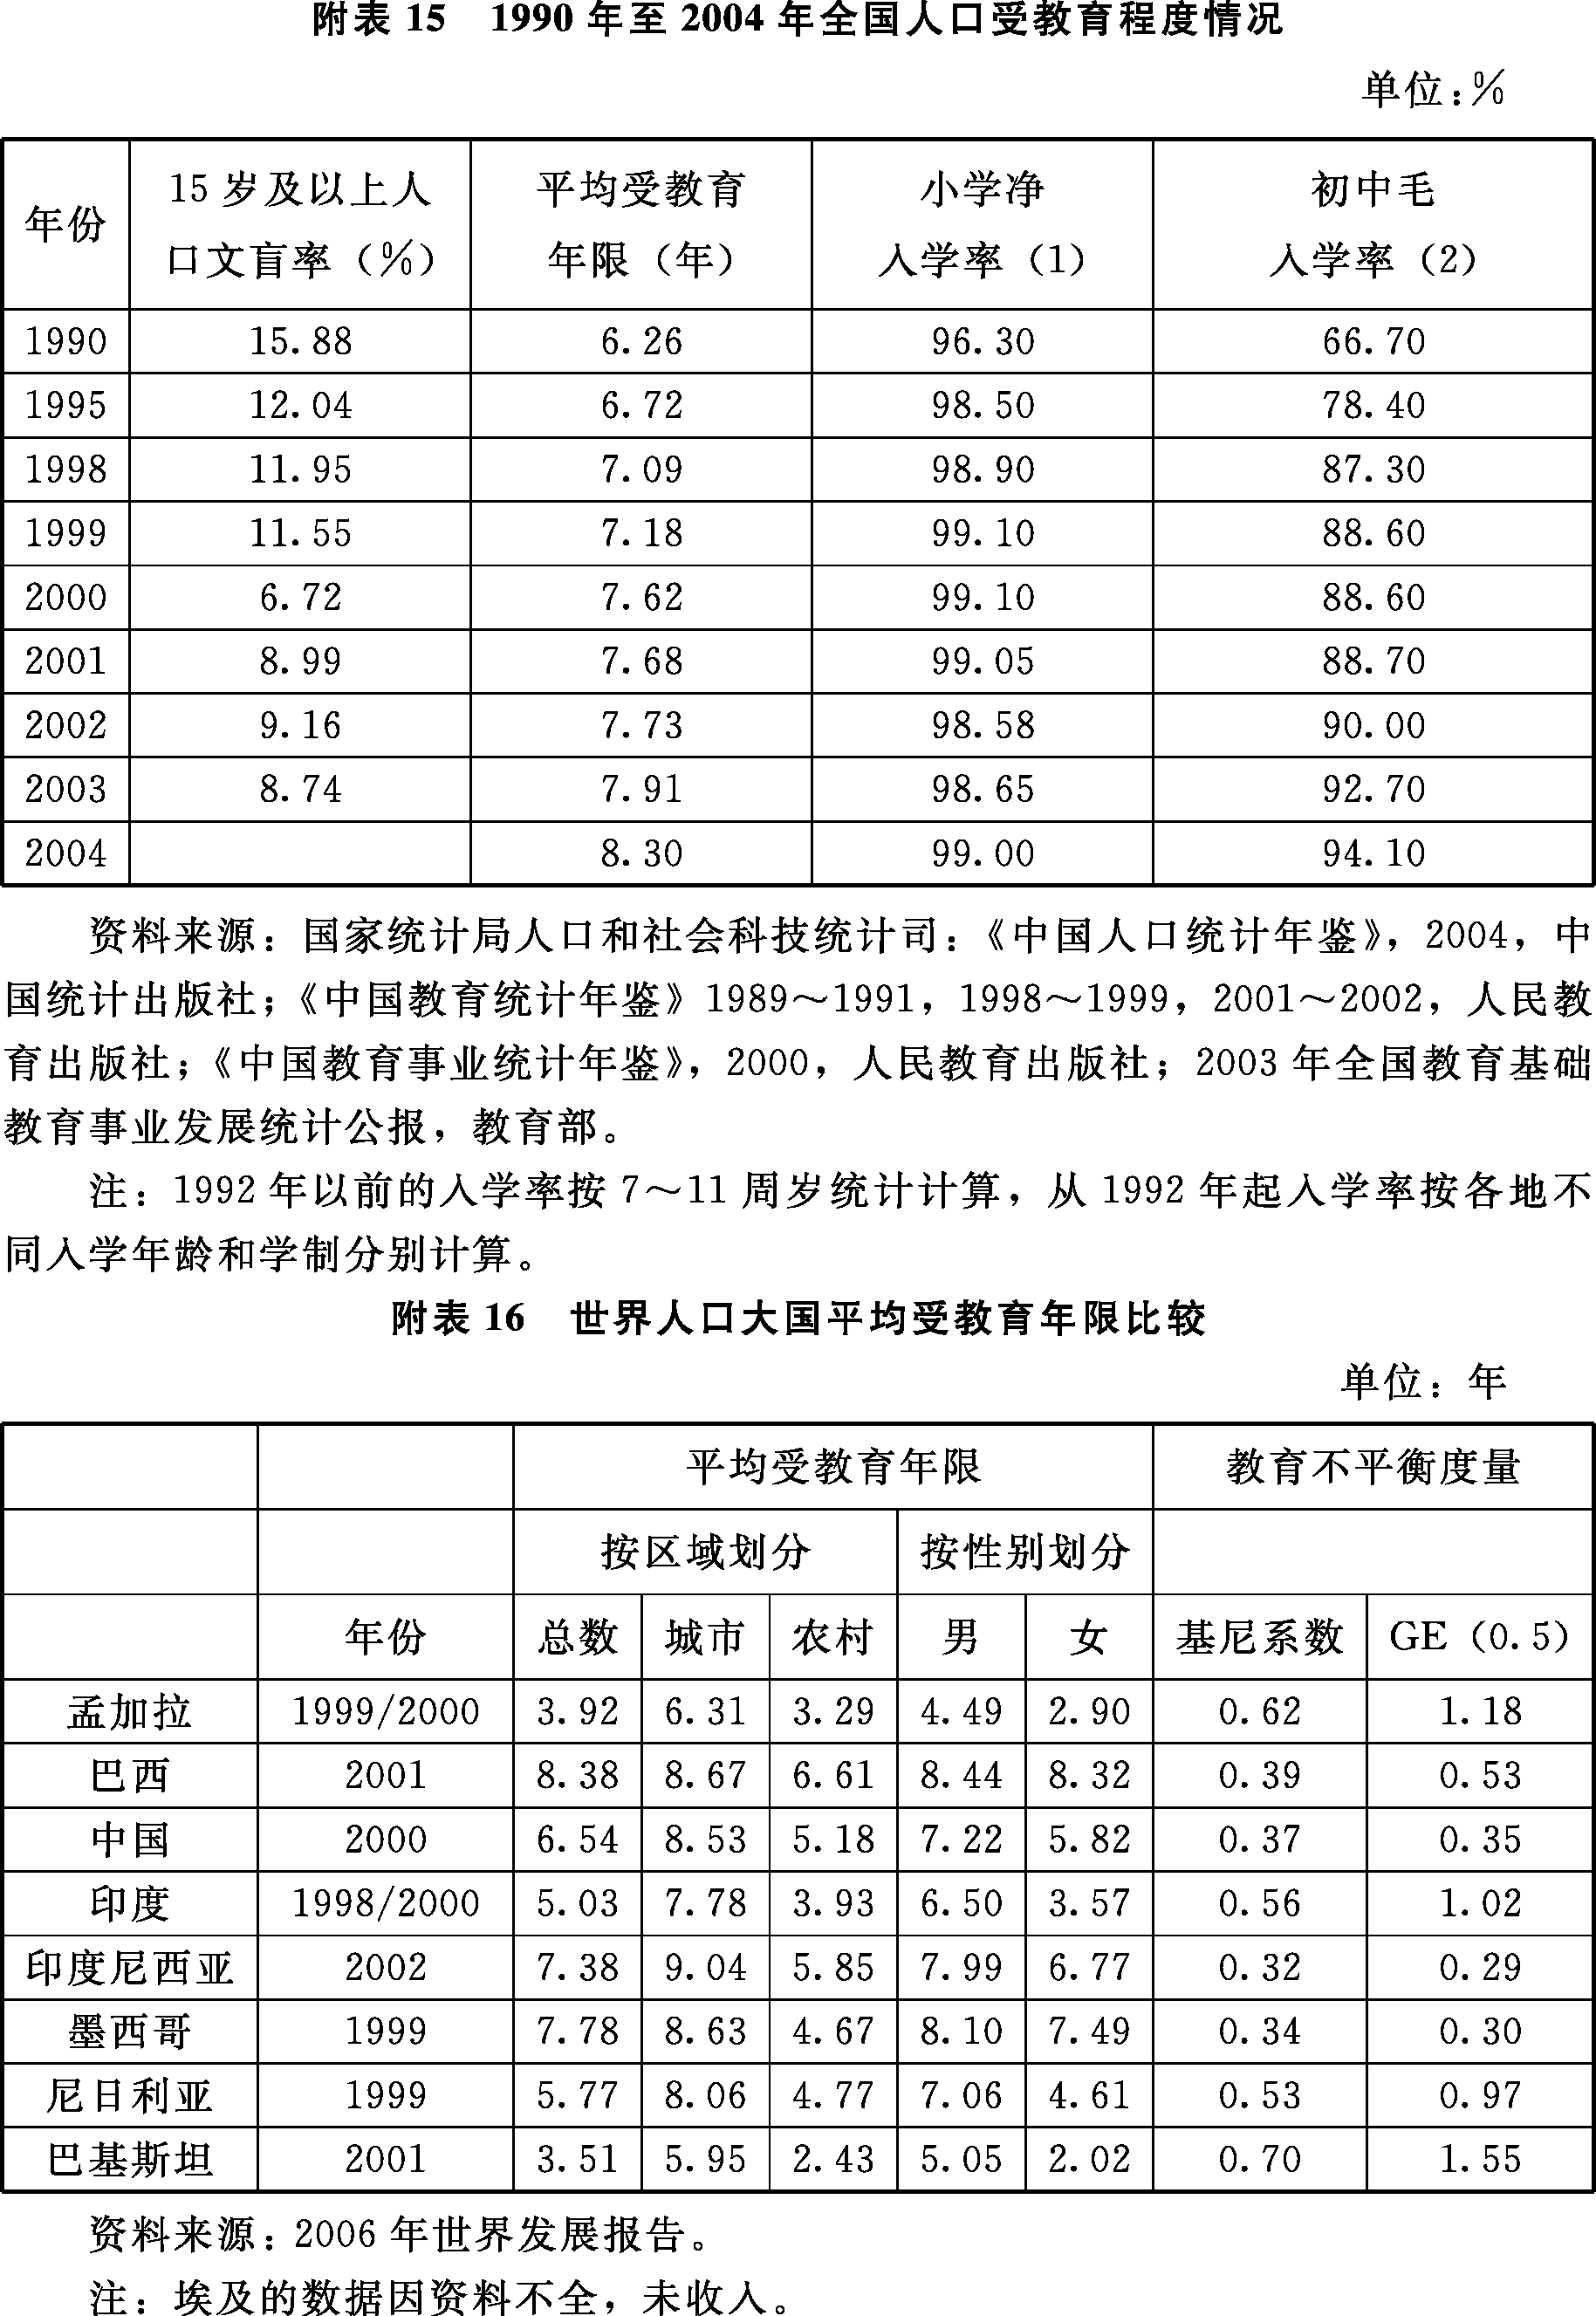 附表 15　1990 年至 2004 年全国人口受教育程度情况
单位:%
年份 15 岁及以上人口文盲率（%） 平均受教育年限（年） 小学净入学率（1） 初中毛入学率（2）
1990 15.88 6.26 96.30 66.70
1995 12.04 6.72 98.50 78.40
1998 11.95 7.09 98.90 87.30
1999 11.55 7.18 99.10 88.60
2000 6.72 7.62 99.10 88.60
2001 8.99 7.68 99.05 88.70
2002 9.16 7.73 98.58 90.00
2003 8.74 7.91 98.65 92.70
2004 8.30 99.00 94.10
资料来源：国家统计局人口和社会科技统计司：《中国人口统计年鉴》，2004，中
国统计出版社；《中国教育统计年鉴》1989～1991，1998～1999，2001～2002，人民教
育出版社；《中国教育事业统计年鉴》，2000，人民教育出版社；2003 年全国教育基础
教育事业发展统计公报，教育部。
注：1992 年以前的入学率按 7～11 周岁统计计算，从 1992 年起入学率按各地不
同入学年龄和学制分别计算。
附表 16　世界人口大国平均受教育年限比较
单位：年
平均受教育年限 教育不平衡度量
按区域划分 按性别划分
年份 总数 城市 农村 男 女 基尼系数 GE（0.5）
孟加拉 1999/2000 3.92 6.31 3.29 4.49 2.90 0.62 1.18
巴西 2001 8.38 8.67 6.61 8.44 8.32 0.39 0.53
中国 2000 6.54 8.53 5.18 7.22 5.82 0.37 0.35
印度 1998/2000 5.03 7.78 3.93 6.50 3.57 0.56 1.02
印度尼西亚 2002 7.38 9.04 5.85 7.99 6.77 0.32 0.29
墨西哥 1999 7.78 8.63 4.67 8.10 7.49 0.34 0.30
尼日利亚 1999 5.77 8.06 4.77 7.06 4.61 0.53 0.97
巴基斯坦 2001 3.51 5.95 2.43 5.05 2.02 0.70 1.55
资料来源：2006 年世界发展报告。
注：埃及的数据因资料不全，未收入。